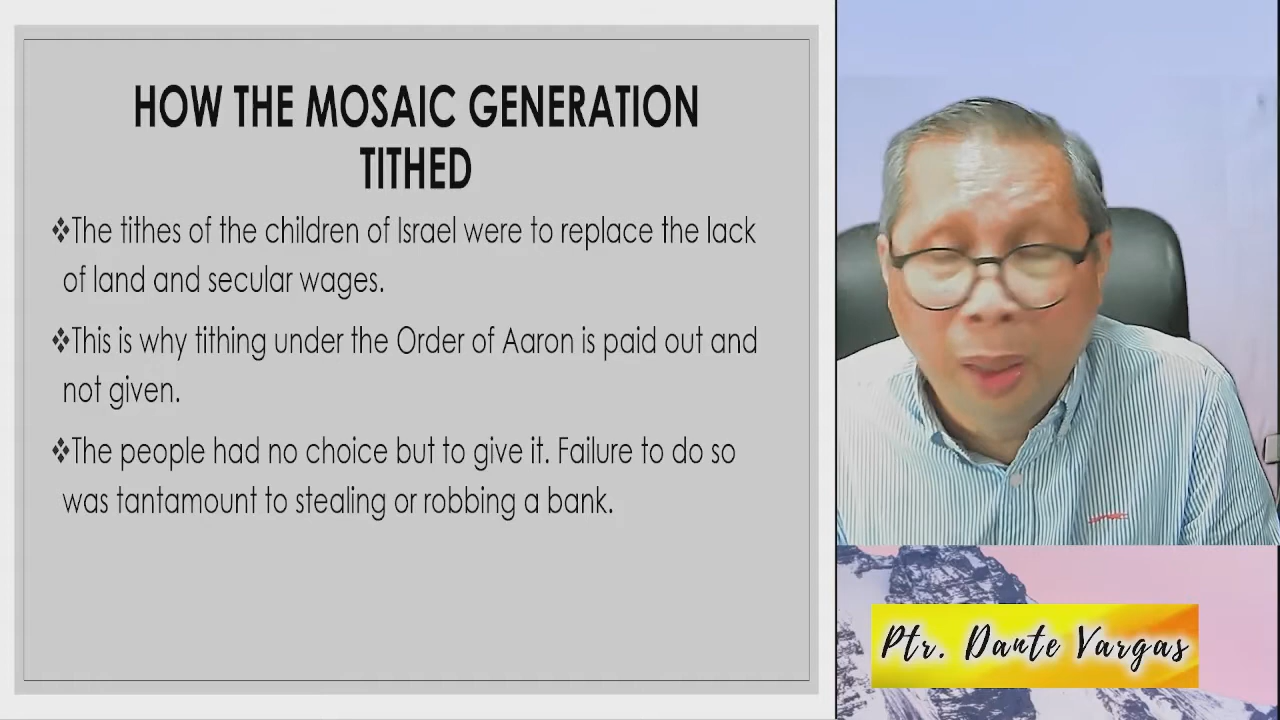 HOW THE MOSAIC GENERATION
TITHED
❖The tithes of the children of Israel were to replace the lack
of land and secular wages.
❖This is why tithing under the Order of Aaron is paid out and
not given.
❖The people had no choice but to give it. Failure to do so
was tantamount to stealing or robbing a bank.
Ptr. Dante Vargas